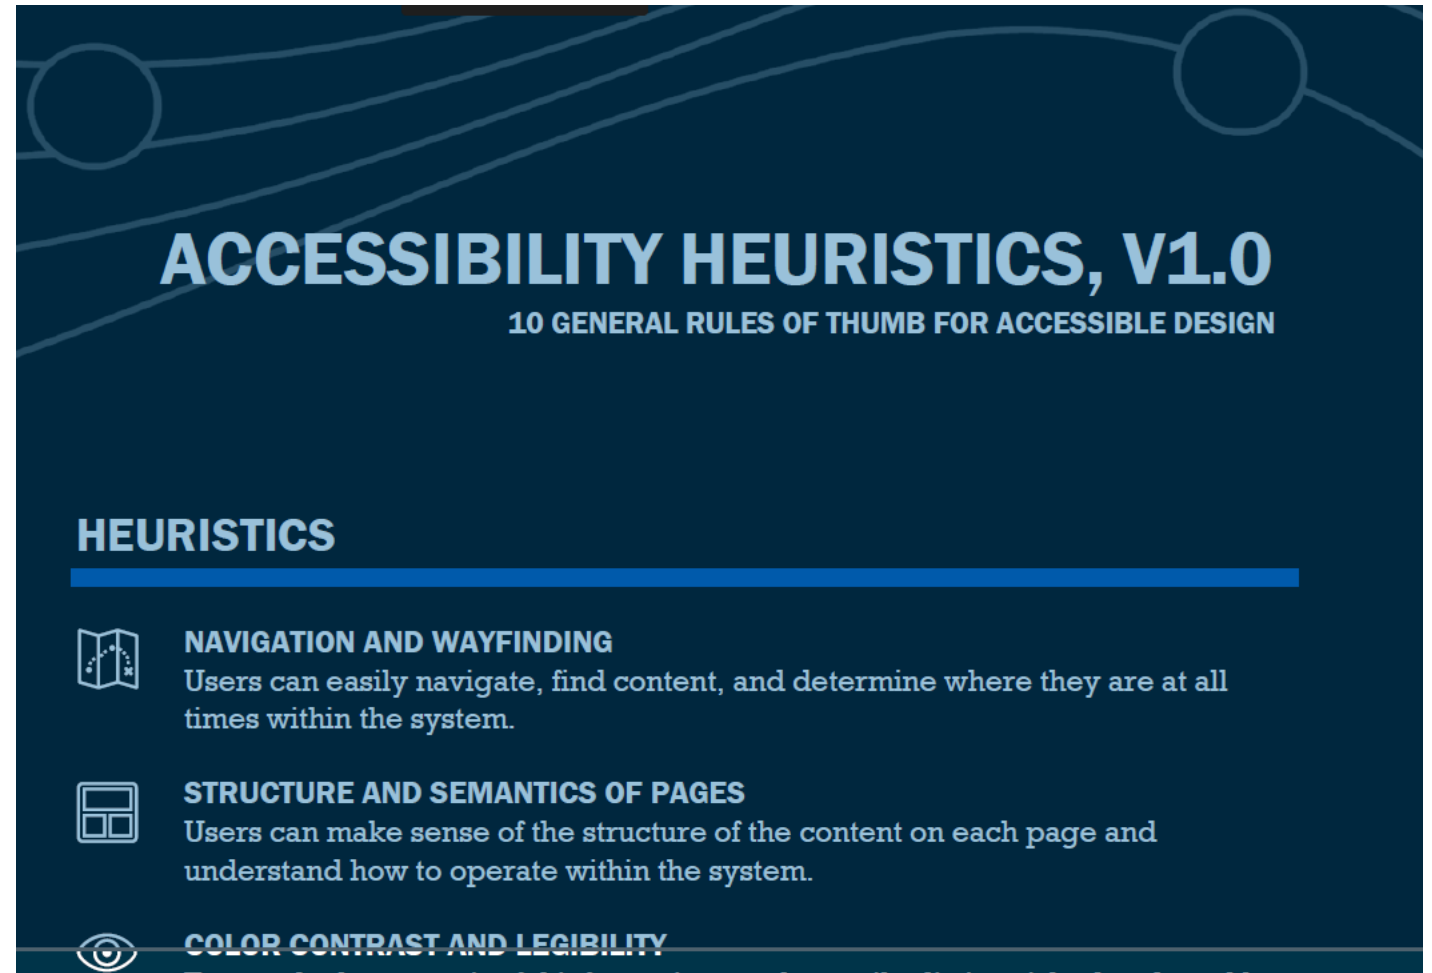 ACCESSIBILITY HEURISTICS, V1.0
10 GENERAL RULES OF THUMB FOR ACCESSIBLE DESIGN
HEURISTICS
NAVIGATION AND WAYFINDING
Users can easily navigate, find content, and determine where they are at all
times within the system.
STRUCTURE AND SEMANTICS OF PAGES
Users can make sense of the structure of the content on each page and
understand how to operate within the system.
COLOR CONTRAST AND LEGIBILITY